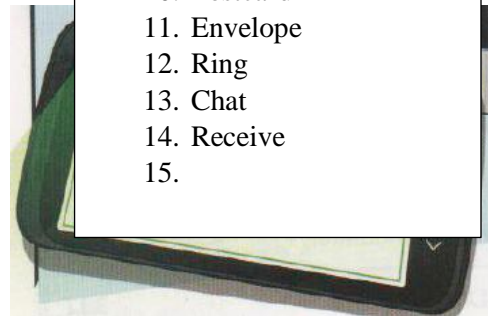 11. Envelope
12. Ring
13. Chat
14. Receive
15.